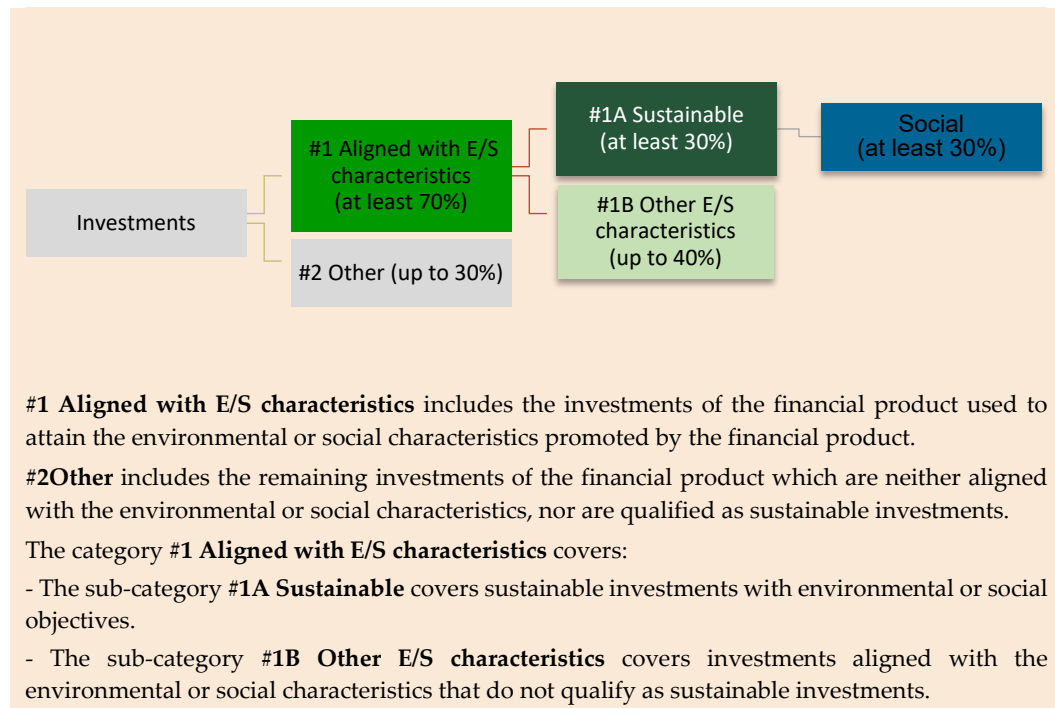 Investments
#1 Aligned with E/S
characteristics
(at least 70%)
#2 Other (up to 30%)
#1A Sustainable
(at least 30%)
#1B Other E/S
characteristics
(up to 40%)
Social
(at least 30%)
#1 Aligned with E/S characteristics includes the investments of the financial product used to
attain the environmental or social characteristics promoted by the financial product.
#2Other includes the remaining investments of the financial product which are neither aligned
with the environmental or social characteristics, nor are qualified as sustainable investments.
The category #1 Aligned with E/S characteristics covers:
- The sub-category #1A Sustainable covers sustainable investments with environmental or social
objectives.
- The sub-category #1B Other E/S characteristics covers investments aligned with the
environmental or social characteristics that do not qualify as sustainable investments.